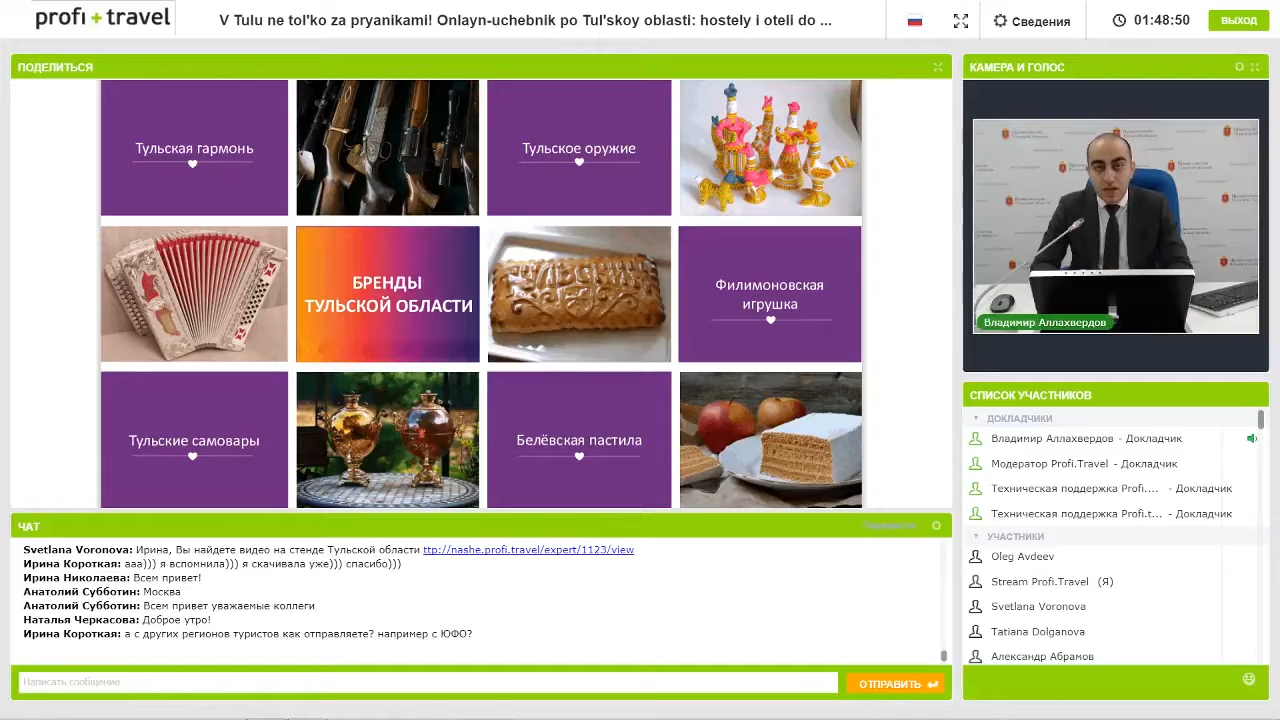 profi + travel
V Tulu ne tol'ko za pryanikami! Onlayn-uchebnik po Tul'skoy oblasti: hostely i oteli do ...
Сведения
01:48:50
ВЫХОД
ПОДЕЛИТЬСЯ
Тульская гармонь
Тульское оружие
БРЕНДЫ
ТУЛЬСКОЙ ОБЛАСТИ
ТУЛЬСКИЙ
Филимоновская
игрушка
Тульские самовары
Белёвская пастила
КАМЕРА И ГОЛОС
Владимир Аллахвердов
СПИСОК УЧАСТНИКОВ
ДОКЛАДЧИКИ
Владимир Аллахвердов - Докладчик
Модератор Profi.Travel - Докладчик
Техническая поддержка Profi.... - Докладчик
Техническая поддержка Profi.t... - Докладчик
УЧАСТНИКИ
Oleg Avdeev
Stream Profi.Travel (Я)
Svetlana Voronova
Tatiana Dolganova
Александр Абрамов
ЧАТ
Svetlana Voronova: Ирина, Вы найдете видео на стенде Тульской области ttp://nashe.profi.travel/expert/1123/view
Ирина Короткая: ааа))) я вспомнила))) я скачивала уже))) спасибо)))
Ирина Николаева: Всем привет!
Анатолий Субботин: Москва
Анатолий Субботин: Всем привет уважаемые коллеги
Наталья Черкасова: Доброе утро!
Ирина Короткая: а с других регионов туристов как отправляете? например с ЮФО?
Написать сообщение
ОТПРАВИТЬ